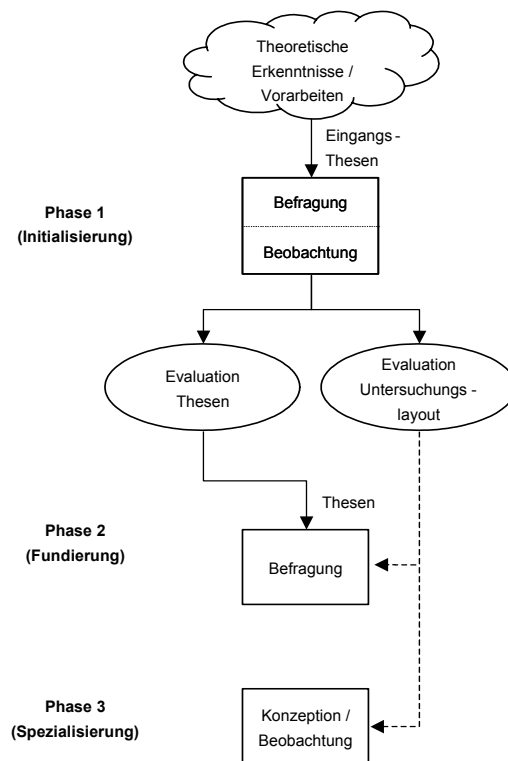 Theoretische
Erkenntnisse /
Vorarbeiten
Eingangs -
Thesen
Phase 1
(Initialisierung)
Befragung
Beobachtung
Evaluation
Thesen
Evaluation
Untersuchungs -
layout
Thesen
Phase 2
(Fundierung)
Befragung
Phase 3
(Spezialisierung)
Konzeption /
Beobachtung